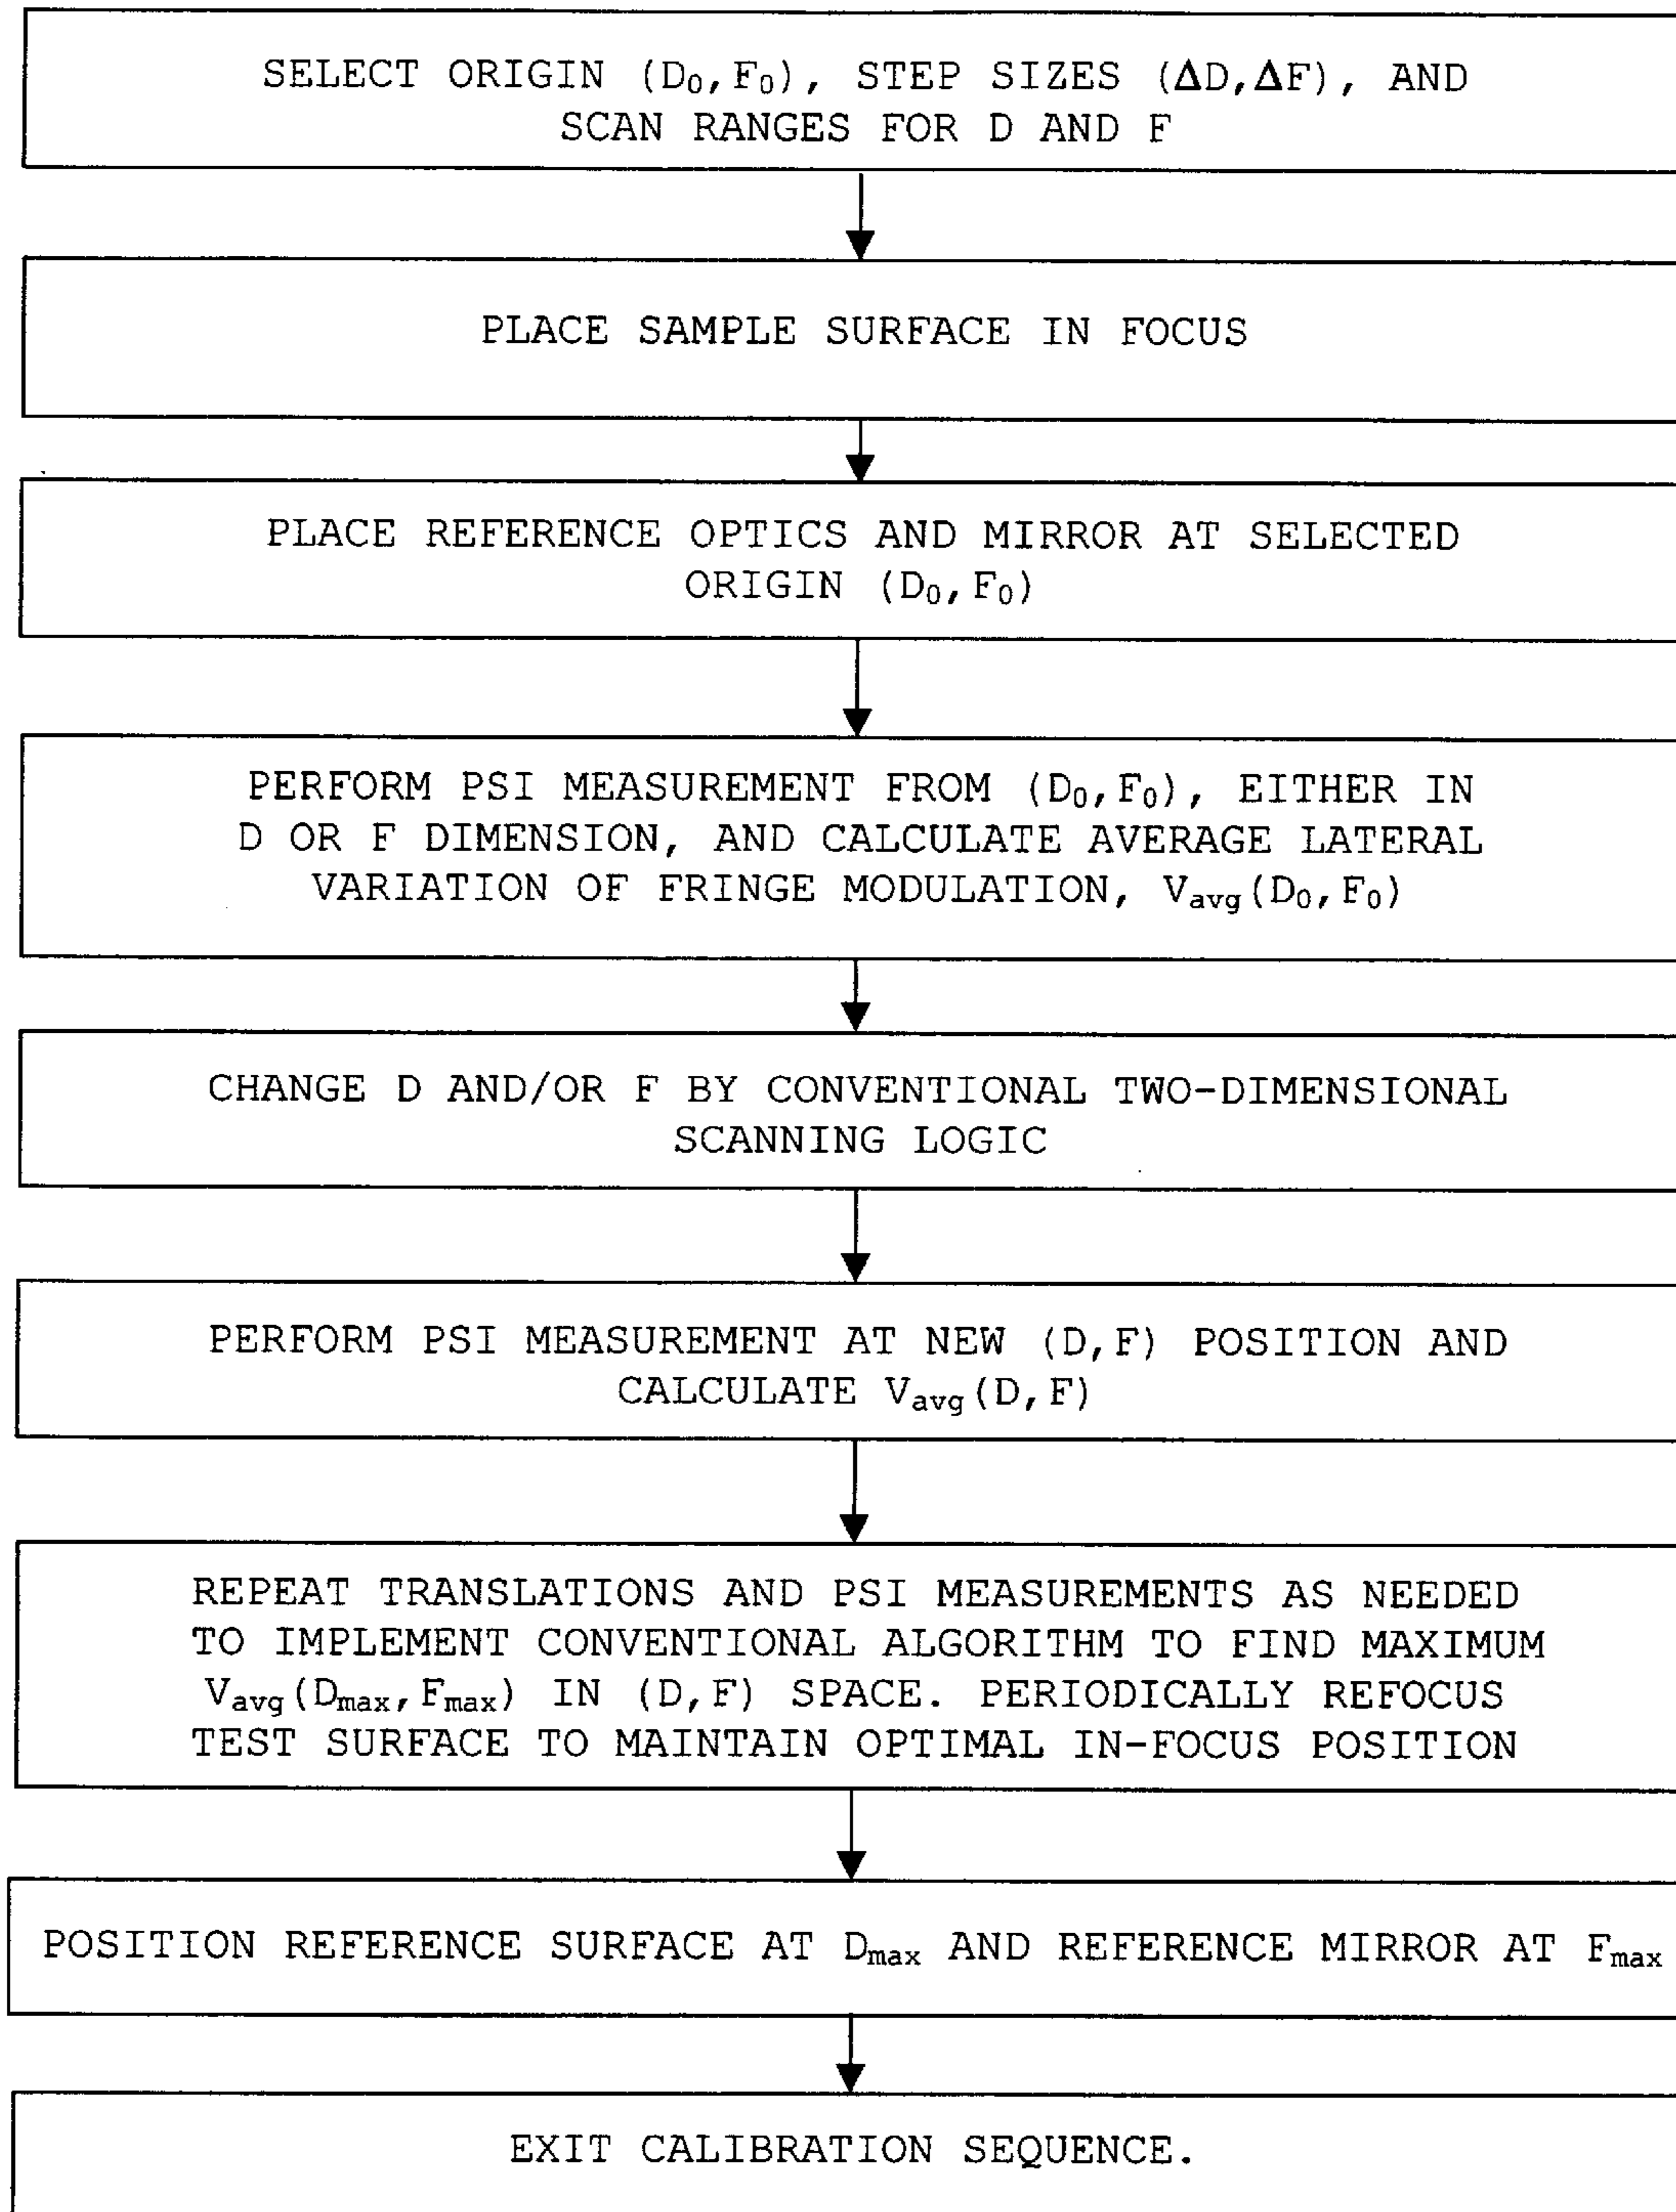 SELECT ORIGIN (D₀,F₀), STEP SIZES (ΔD,ΔF), AND
SCAN RANGES FOR D AND F
PLACE SAMPLE SURFACE IN FOCUS
PLACE REFERENCE OPTICS AND MIRROR AT SELECTED
ORIGIN (D₀,F₀)
PERFORM PSI MEASUREMENT FROM (D₀,F₀), EITHER IN
D OR F DIMENSION, AND CALCULATE AVERAGE LATERAL
VARIATION OF FRINGE MODULATION, Vavg(D₀,F₀)
CHANGE D AND/OR F BY CONVENTIONAL TWO-DIMENSIONAL
SCANNING LOGIC
PERFORM PSI MEASUREMENT AT NEW (D,F) POSITION AND
CALCULATE Vavg(D,F)
REPEAT TRANSLATIONS AND PSI MEASUREMENTS AS NEEDED
TO IMPLEMENT CONVENTIONAL ALGORITHM TO FIND MAXIMUM
Vavg(Dmax,Fmax) IN (D,F) SPACE. PERIODICALLY REFOCUS
TEST SURFACE TO MAINTAIN OPTIMAL IN-FOCUS POSITION
POSITION REFERENCE SURFACE AT Dmax AND REFERENCE MIRROR AT Fmax
EXIT CALIBRATION SEQUENCE.